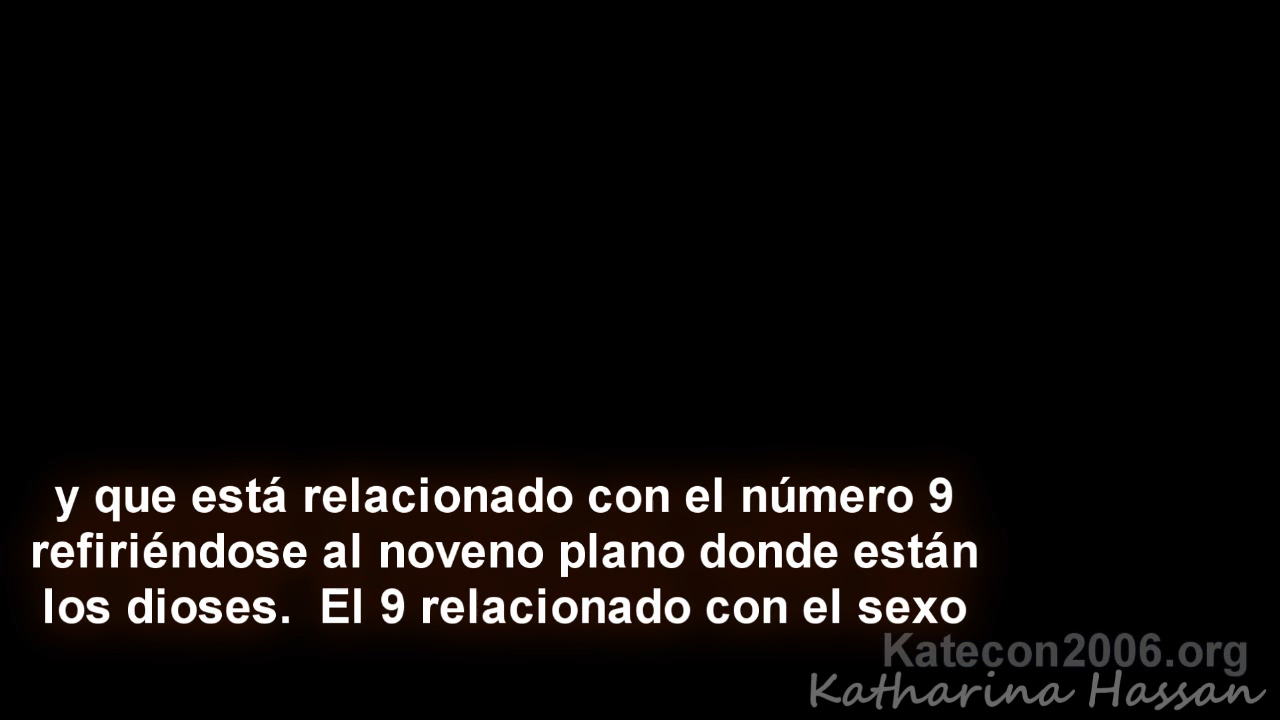 y que está relacionado con el número 9
refiriéndose al noveno plano donde están
los dioses.  El 9 relacionado con el sexo
Katecon2006.org
Katharina Hassan